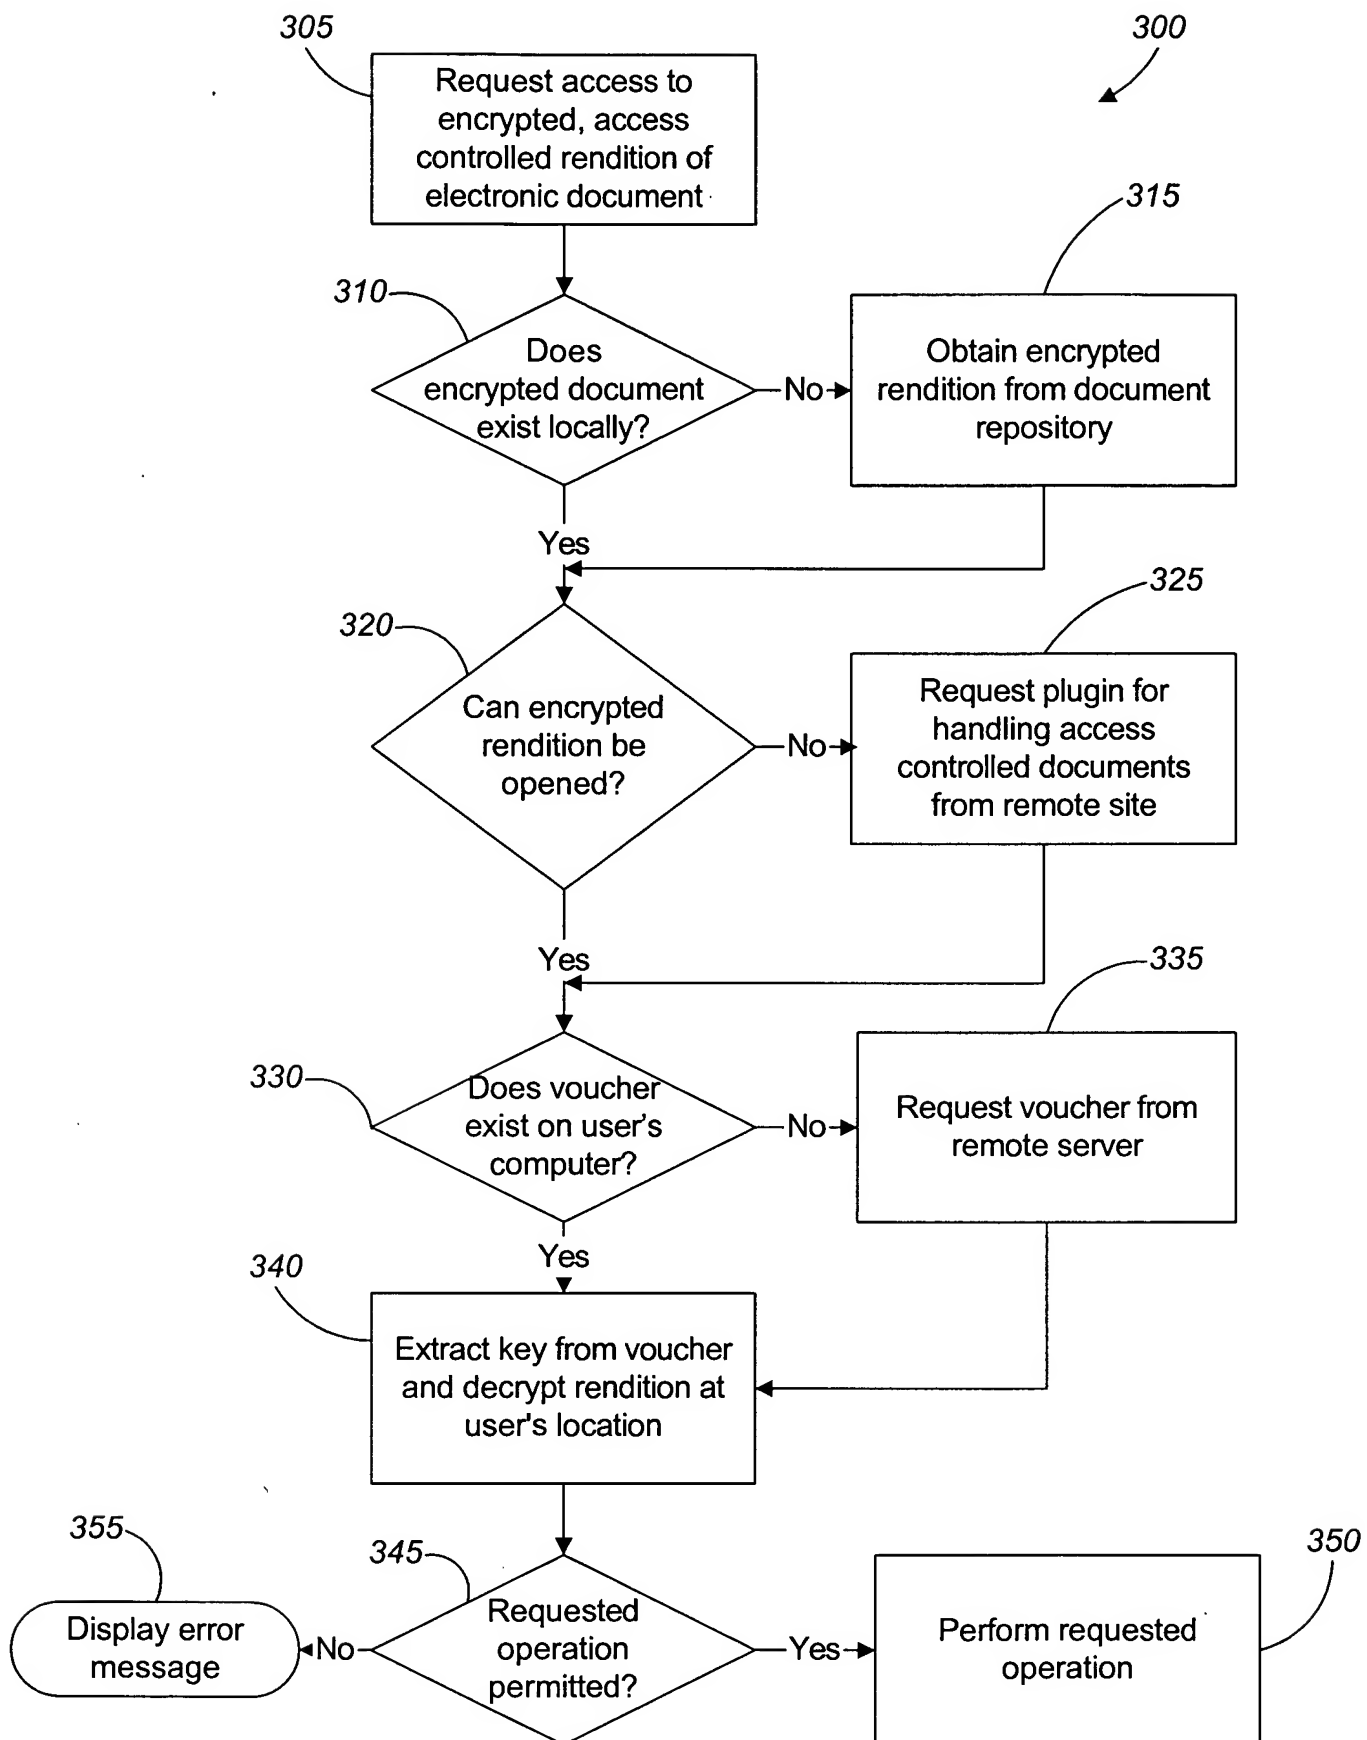 305
300
Request access to
encrypted, access
controlled rendition of
electronic document
315
310
Does
encrypted document
exist locally?
No
Obtain encrypted
rendition from document
repository
Yes
325
320
Can encrypted
rendition be
opened?
No
Request plugin for
handling access
controlled documents
from remote site
Yes
335
330
Does voucher
exist on user's
computer?
No
Request voucher from
remote server
Yes
340
Extract key from voucher
and decrypt rendition at
user's location
355
345
350
Display error
message
No
Requested
operation
permitted?
Yes
Perform requested
operation